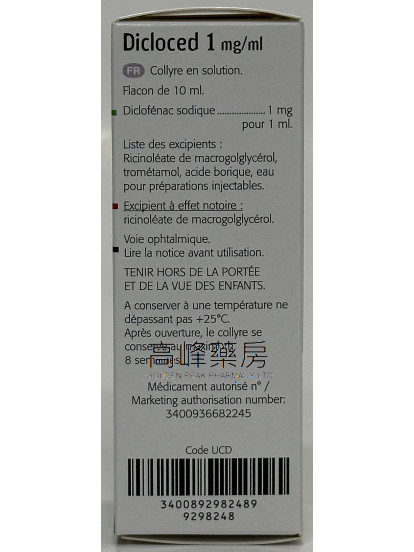 Dicloced 1 mg/ml
FR Collyre en solution.
Flacon de 10 ml.
Diclofénac sodique ..................... 1 mg
pour 1 ml.
Liste des excipients :
Ricinoléate de macrogolglycérol,
trométamol, acide borique, eau
pour préparations injectables.
Excipient à effet notoire :
ricinoléate de macrogolglycérol.
Voie ophtalmique.
Lire la notice avant utilisation.
TENIR HORS DE LA PORTÉE
ET DE LA VUE DES ENFANTS.
A conserver à une température ne
dépassant pas +25°C.
Après ouverture, le collyre se
conserve au maximum
高峰藥房
8 semaines.
Médicament autorisé n° /
Marketing authorisation number:
3400936682245
Code UCD
3400892982489
9298248